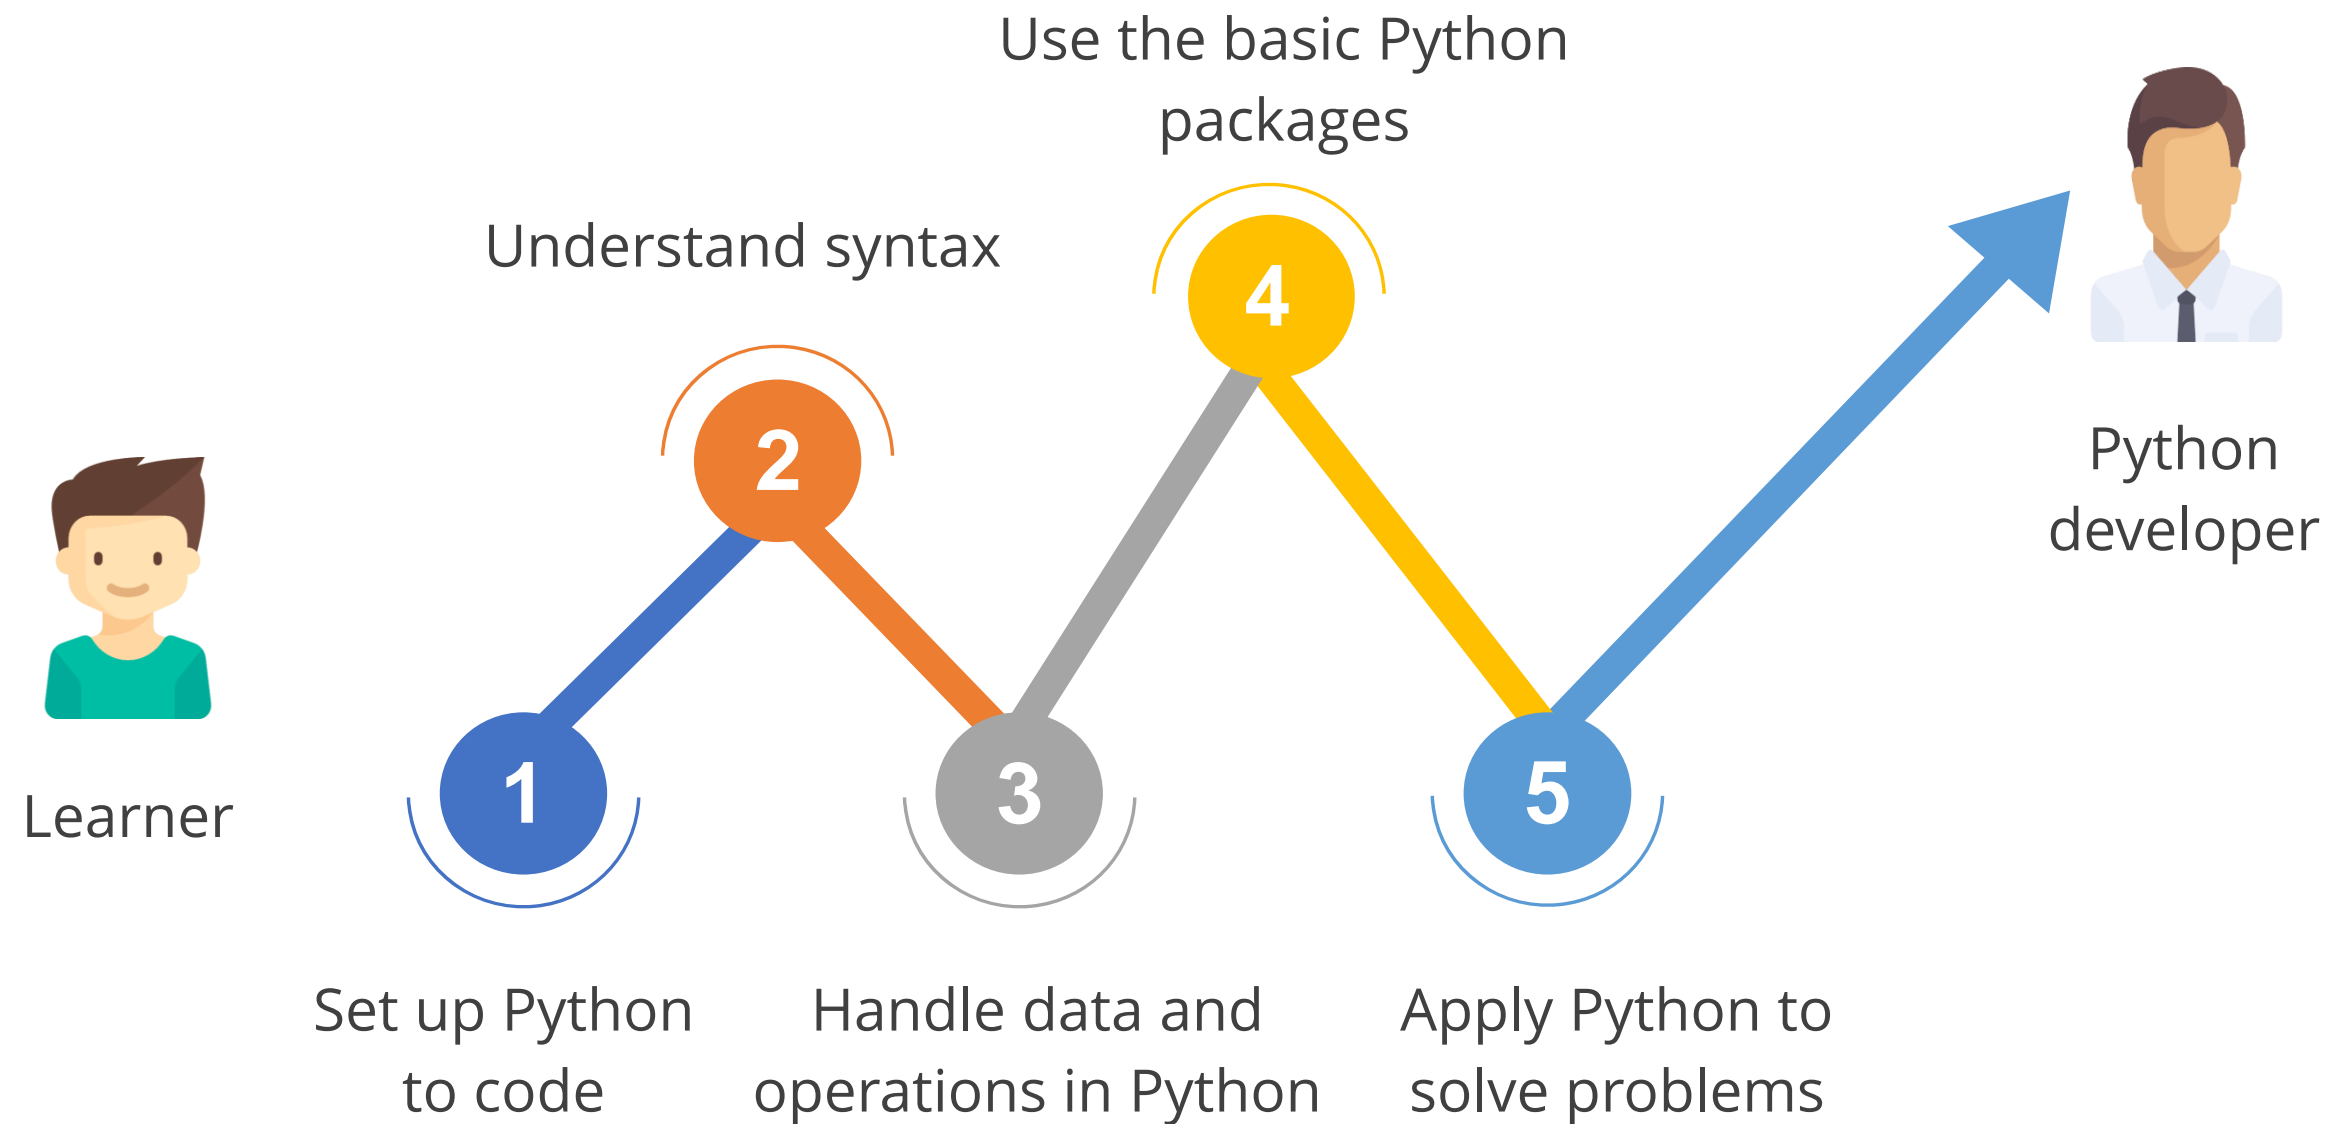 Learner
1
Set up Python
to code
Understand syntax
2
3
Handle data and
operations in Python
Use the basic Python
packages
4
5
Apply Python to
solve problems
Python
developer